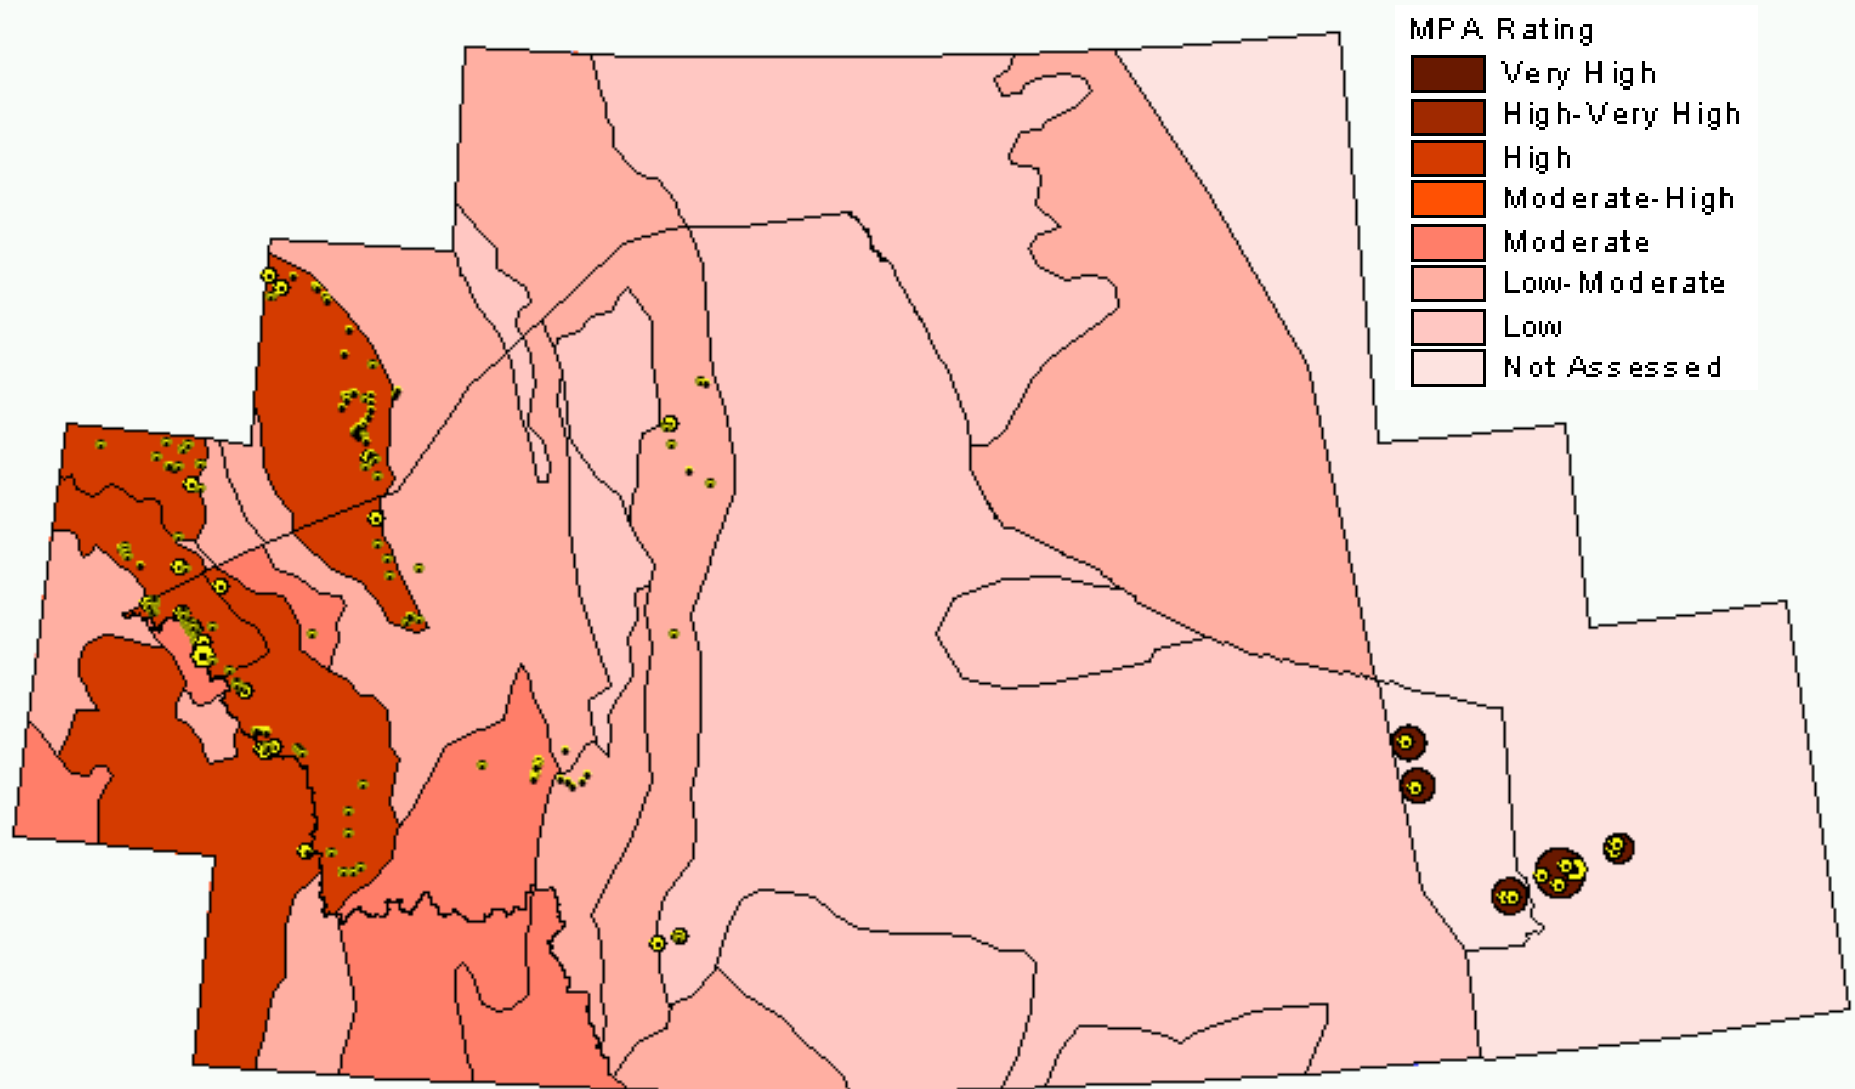 MPA Rating
Very High
High-Very High
High
Moderate-High
Moderate
Low-Moderate
Low
Not Assessed